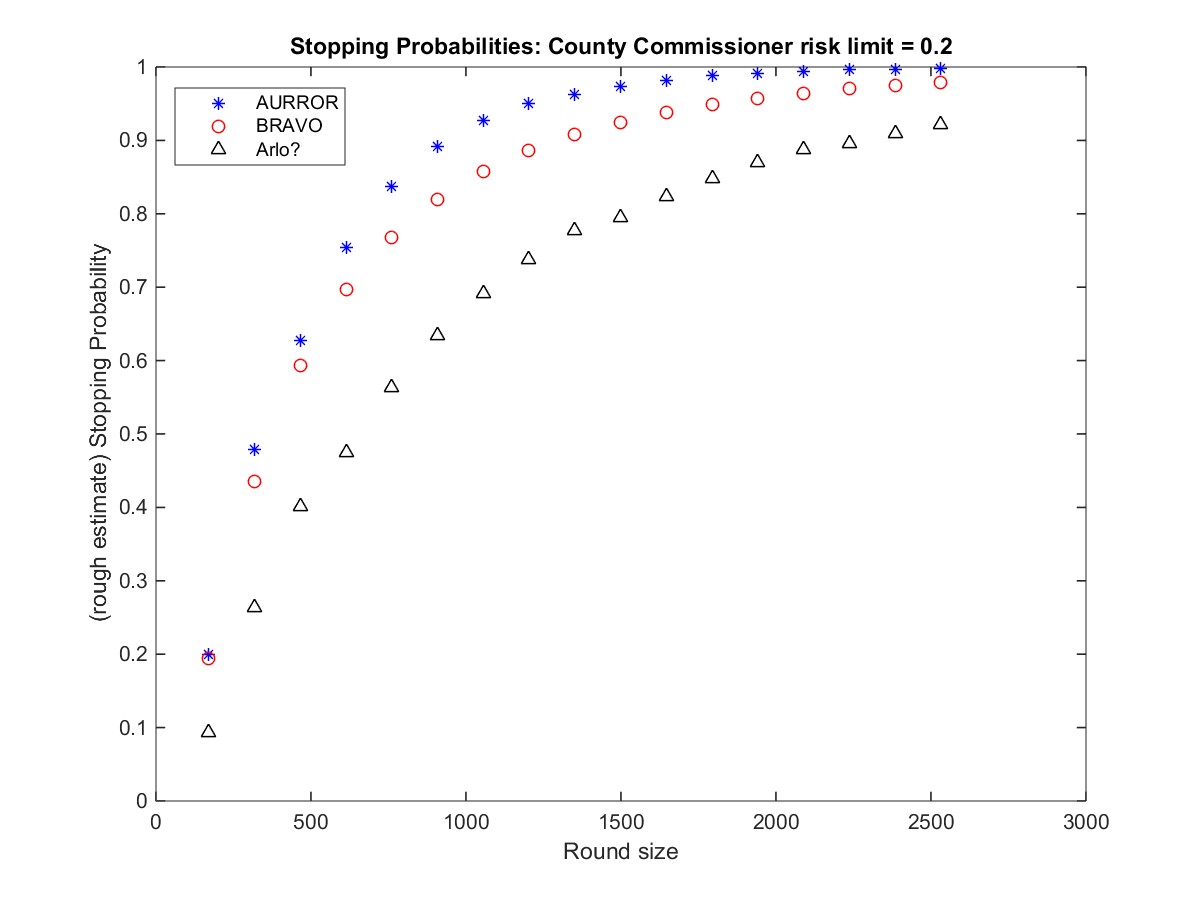 Stopping Probabilities: County Commissioner risk limit = 0.2
AURROR
BRAVO
Arlo?
(rough estimate) Stopping Probability
1
0.9
0.8
0.7
0.6
0.5
0.4
0.3
0.2
0.1
0
0 500 1000 1500 2000 2500 3000
Round size